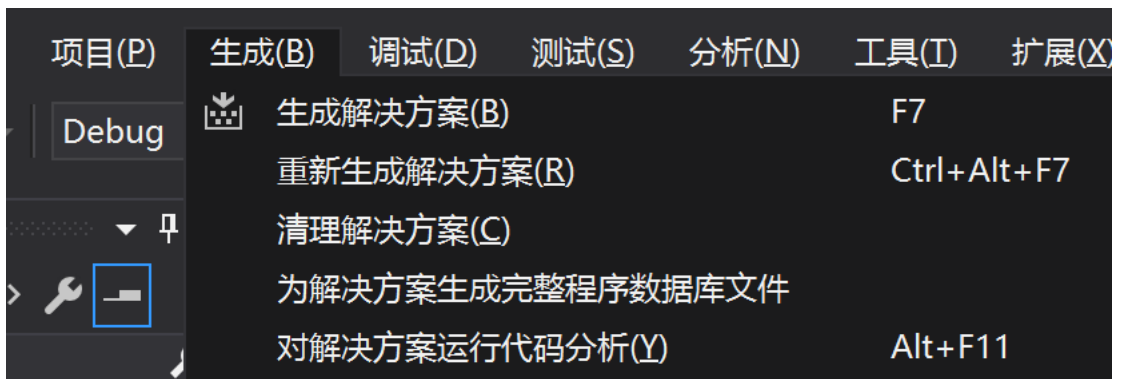 项目(P) 生成(B) 调试(D) 测试(S) 分析(N) 工具(T) 扩展(X)
Debug
生成解决方案(B) F7
重新生成解决方案(R) Ctrl+Alt+F7
清理解决方案(C)
为解决方案生成完整程序数据库文件
对解决方案运行代码分析(Y) Alt+F11